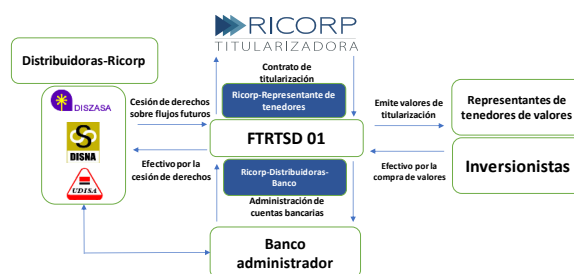 RICORP
TITULARIZADORA
Distribuidoras-Ricorp
DISZASA
DISNA
UDISA
Contrato de
titularización
Ricorp-Representante de
tenedores
Cesión de derechos
sobre flujos futuros
FTRTSD 01
Efectivo por la
cesión de derechos
Ricorp-Distribuidoras-
Banco
Administración de
cuentas bancarias
Banco
administrador
Emite valores de
titularización
Efectivo por la
compra de valores
Representantes de
tenedores de valores
Inversionistas